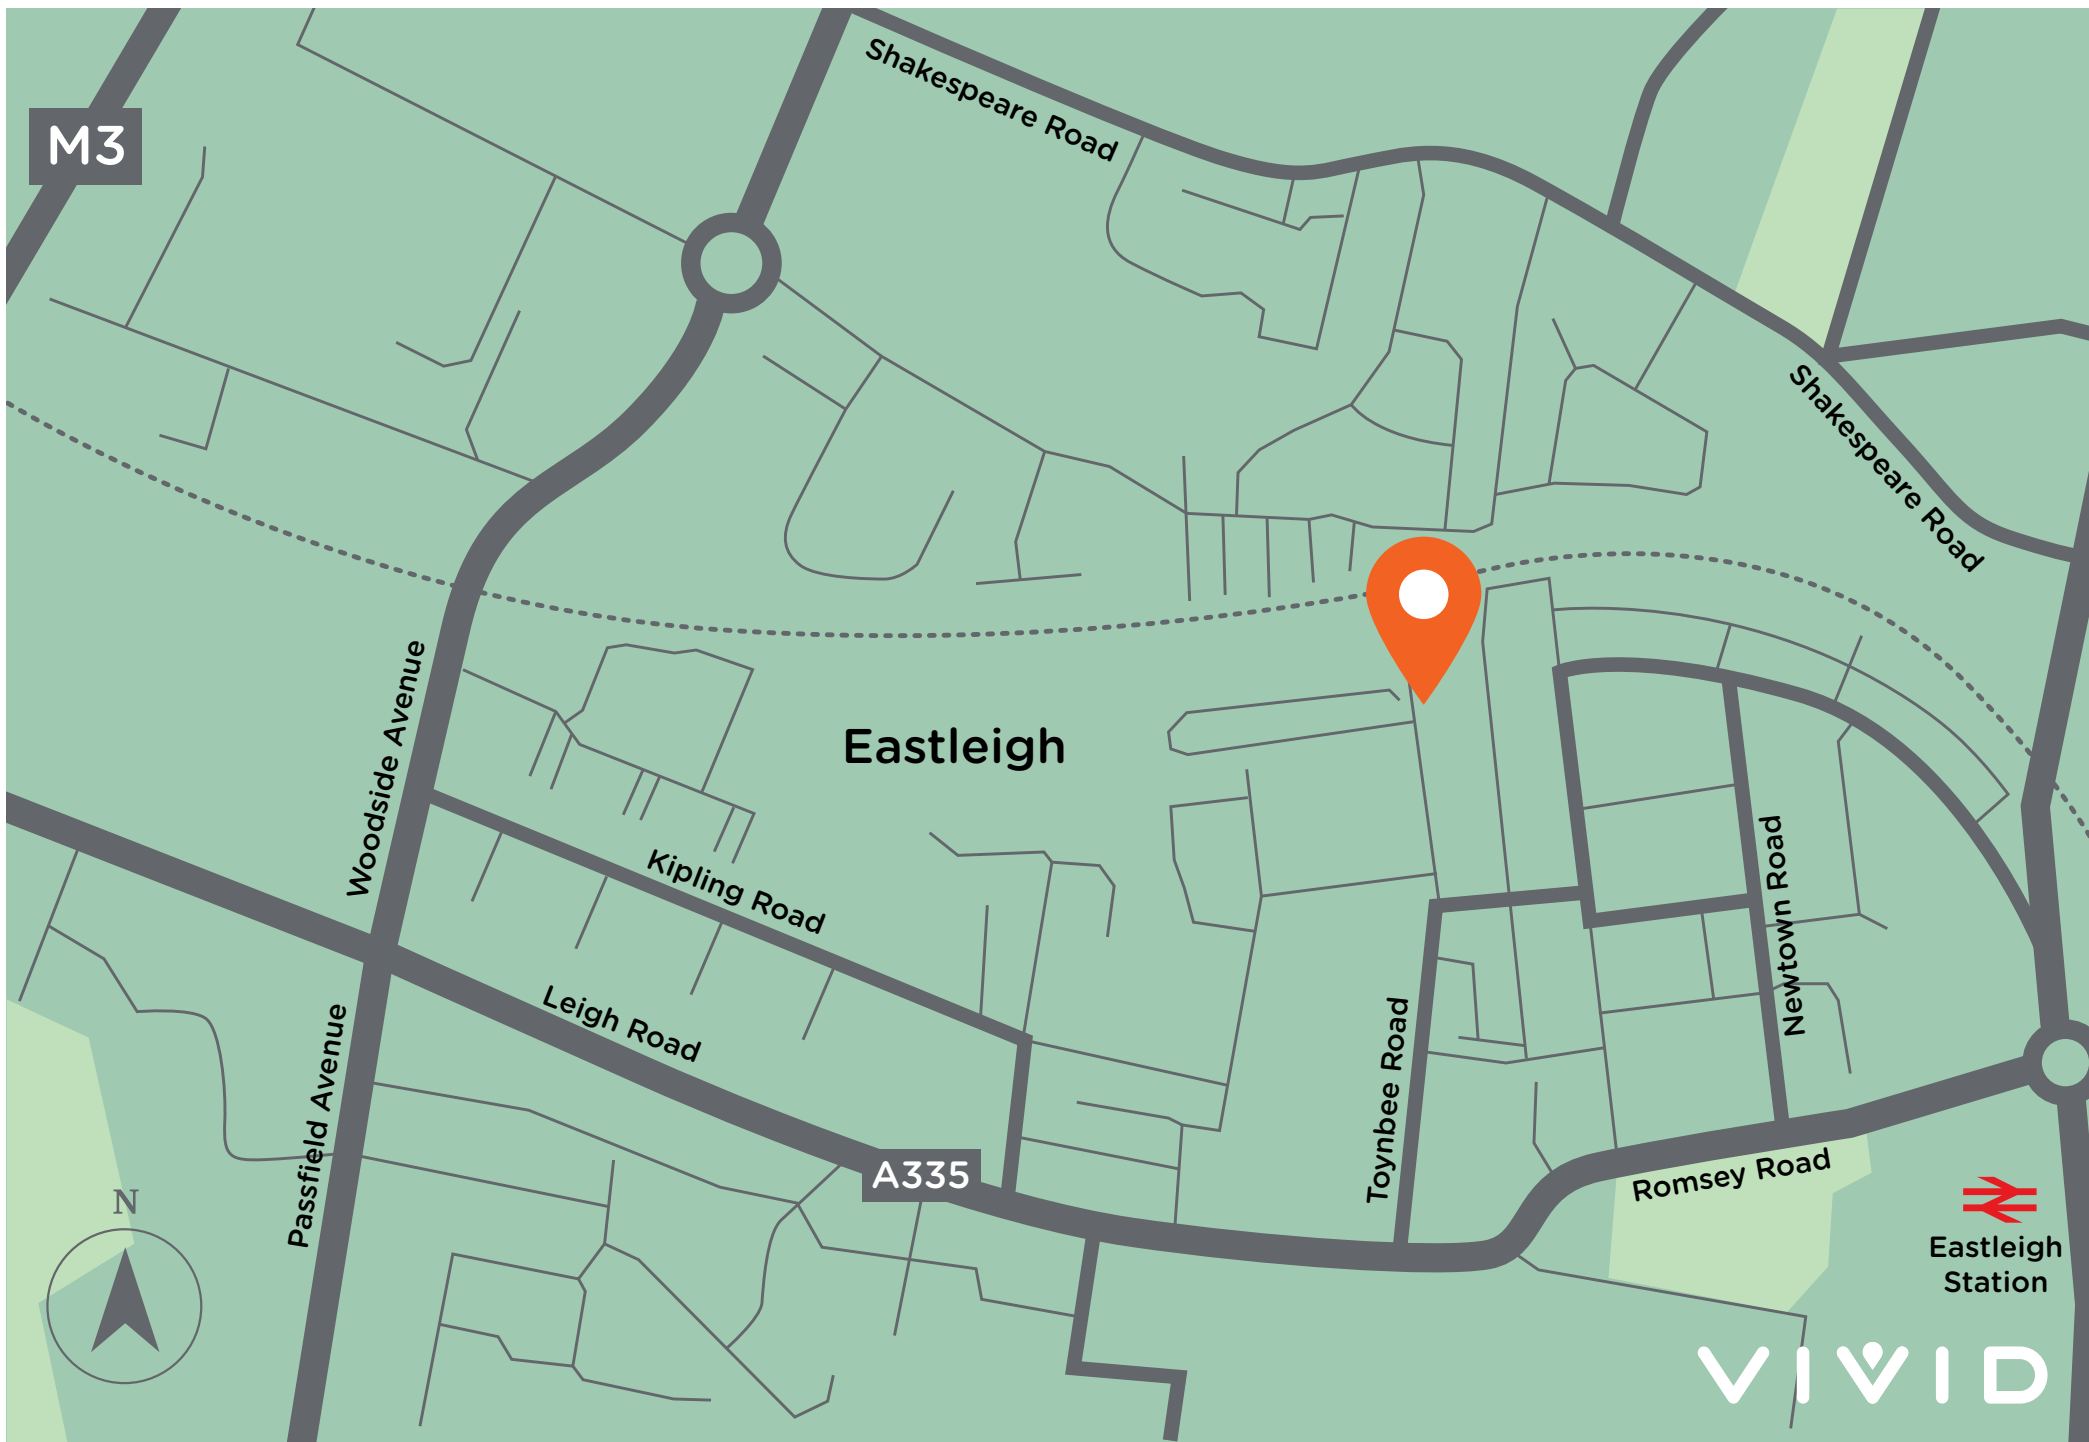 Shakespeare Road
M3
Shakespeare Road
Woodside Avenue
Eastleigh
Kipling Road
Newtown Road
Leigh Road
Toynbee Road
Passfield Avenue
A335
Romsey Road
N
Eastleigh
Station
VIVID